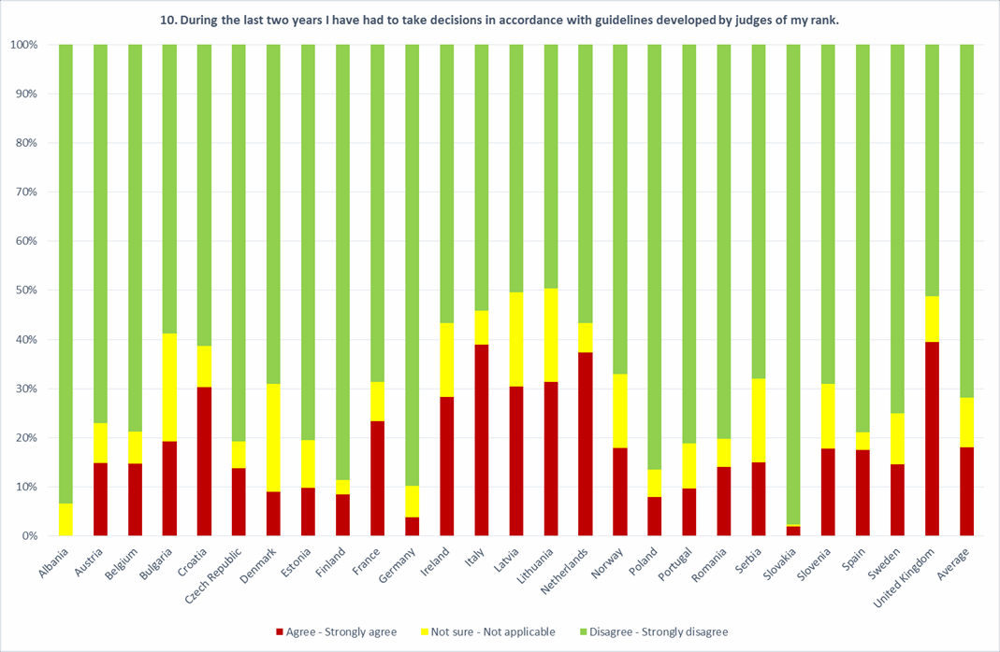 10. During the last two years I have had to take decisions in accordance with guidelines developed by judges of my rank.
100%
90%
80%
70%
60%
50%
40%
30%
20%
10%
0%
Albania
Austria
Belgium
Bulgaria
Croatia
Czech Republic
Denmark
Estonia
Finland
France
Germany
Ireland
Italy
Latvia
Lithuania
Netherlands
Norway
Poland
Portugal
Romania
Serbia
Slovakia
Slovenia
Spain
Sweden
United Kingdom
Average
Agree - Strongly agree
Not sure - Not applicable
Disagree - Strongly disagree